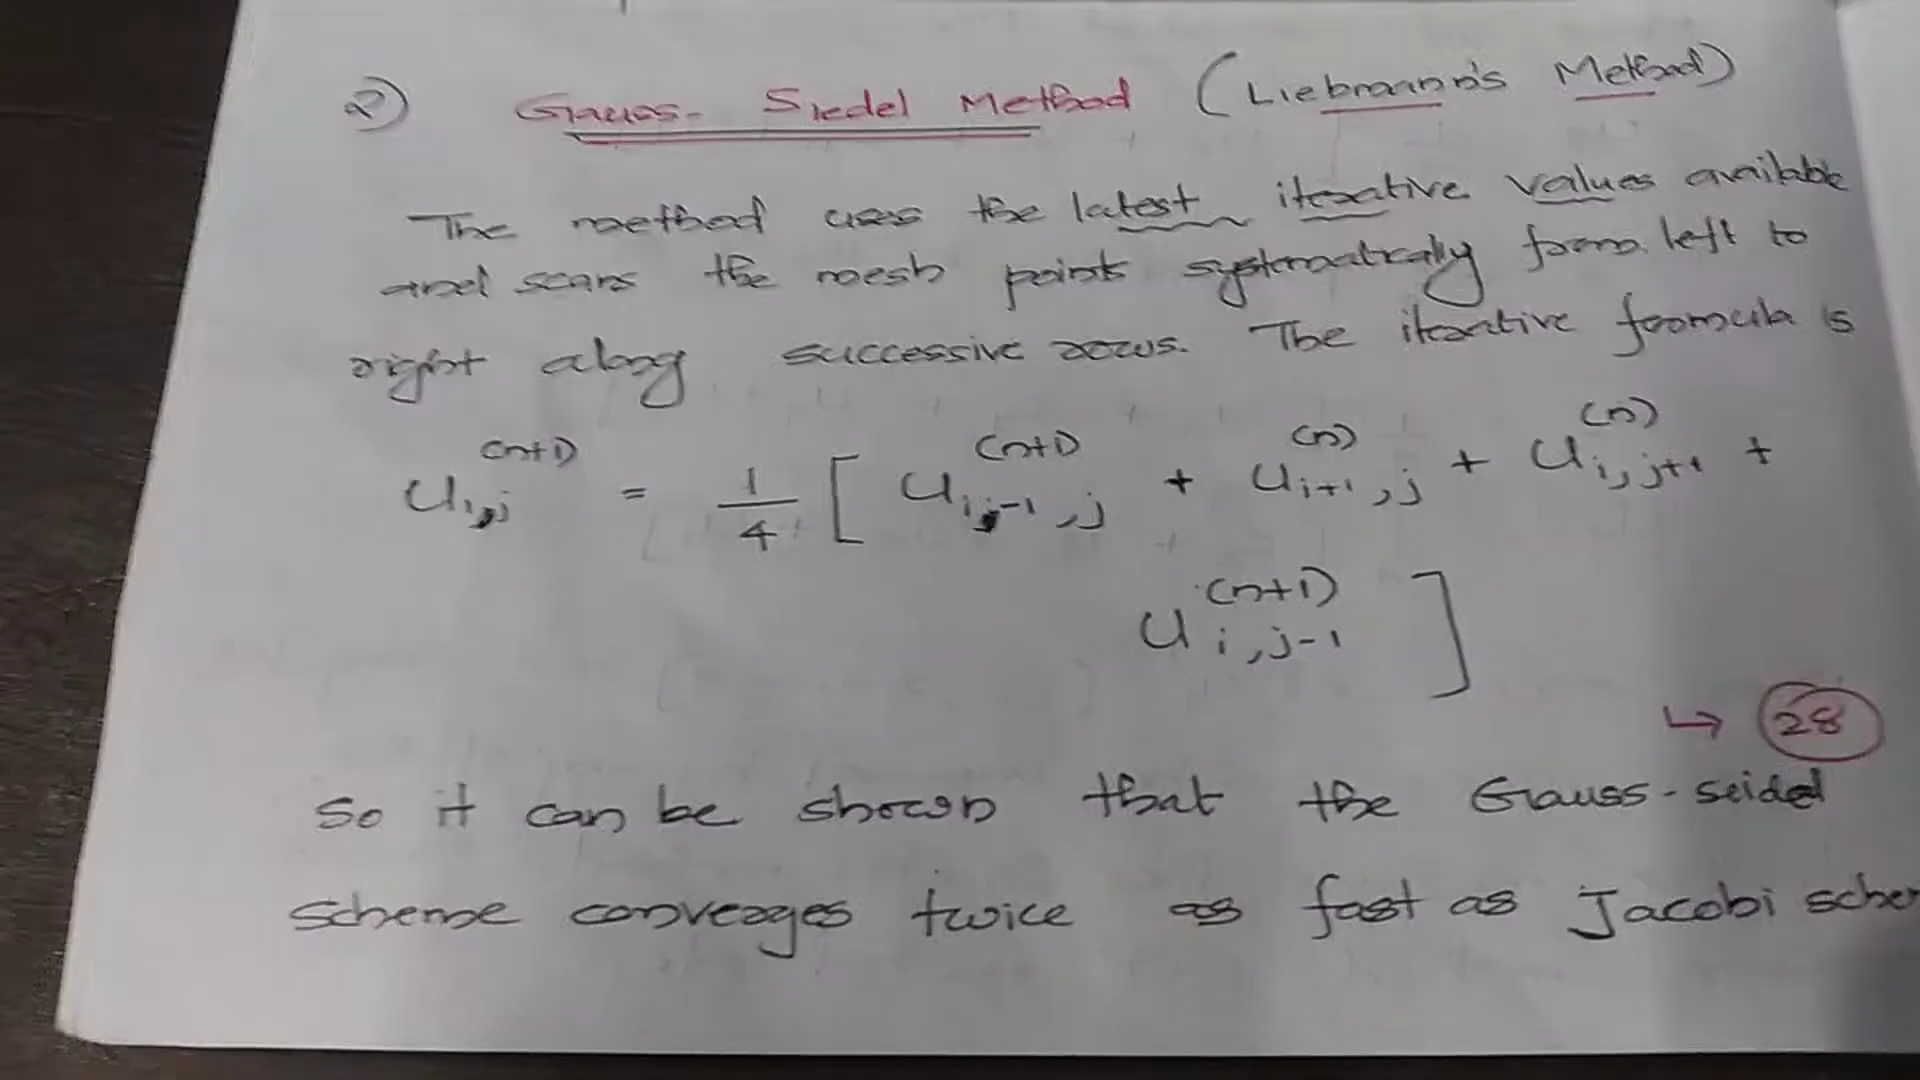 2) Gauss- Siedel Method (Liebmann's Method)
The method uses the latest iterative values available
and scans the mesh points systematically from left to
right along successive rows. The iterative formula is
u_{i,j}^{(n+1)} = 1/4 [ u_{i-1,j}^{(n+1)} + u_{i+1,j}^{(n)} + u_{i,j+1}^{(n)} +
u_{i,j-1}^{(n+1)} ]
→ 28
So it can be shown that the Gauss-seidel
scheme converges twice as fast as Jacobi